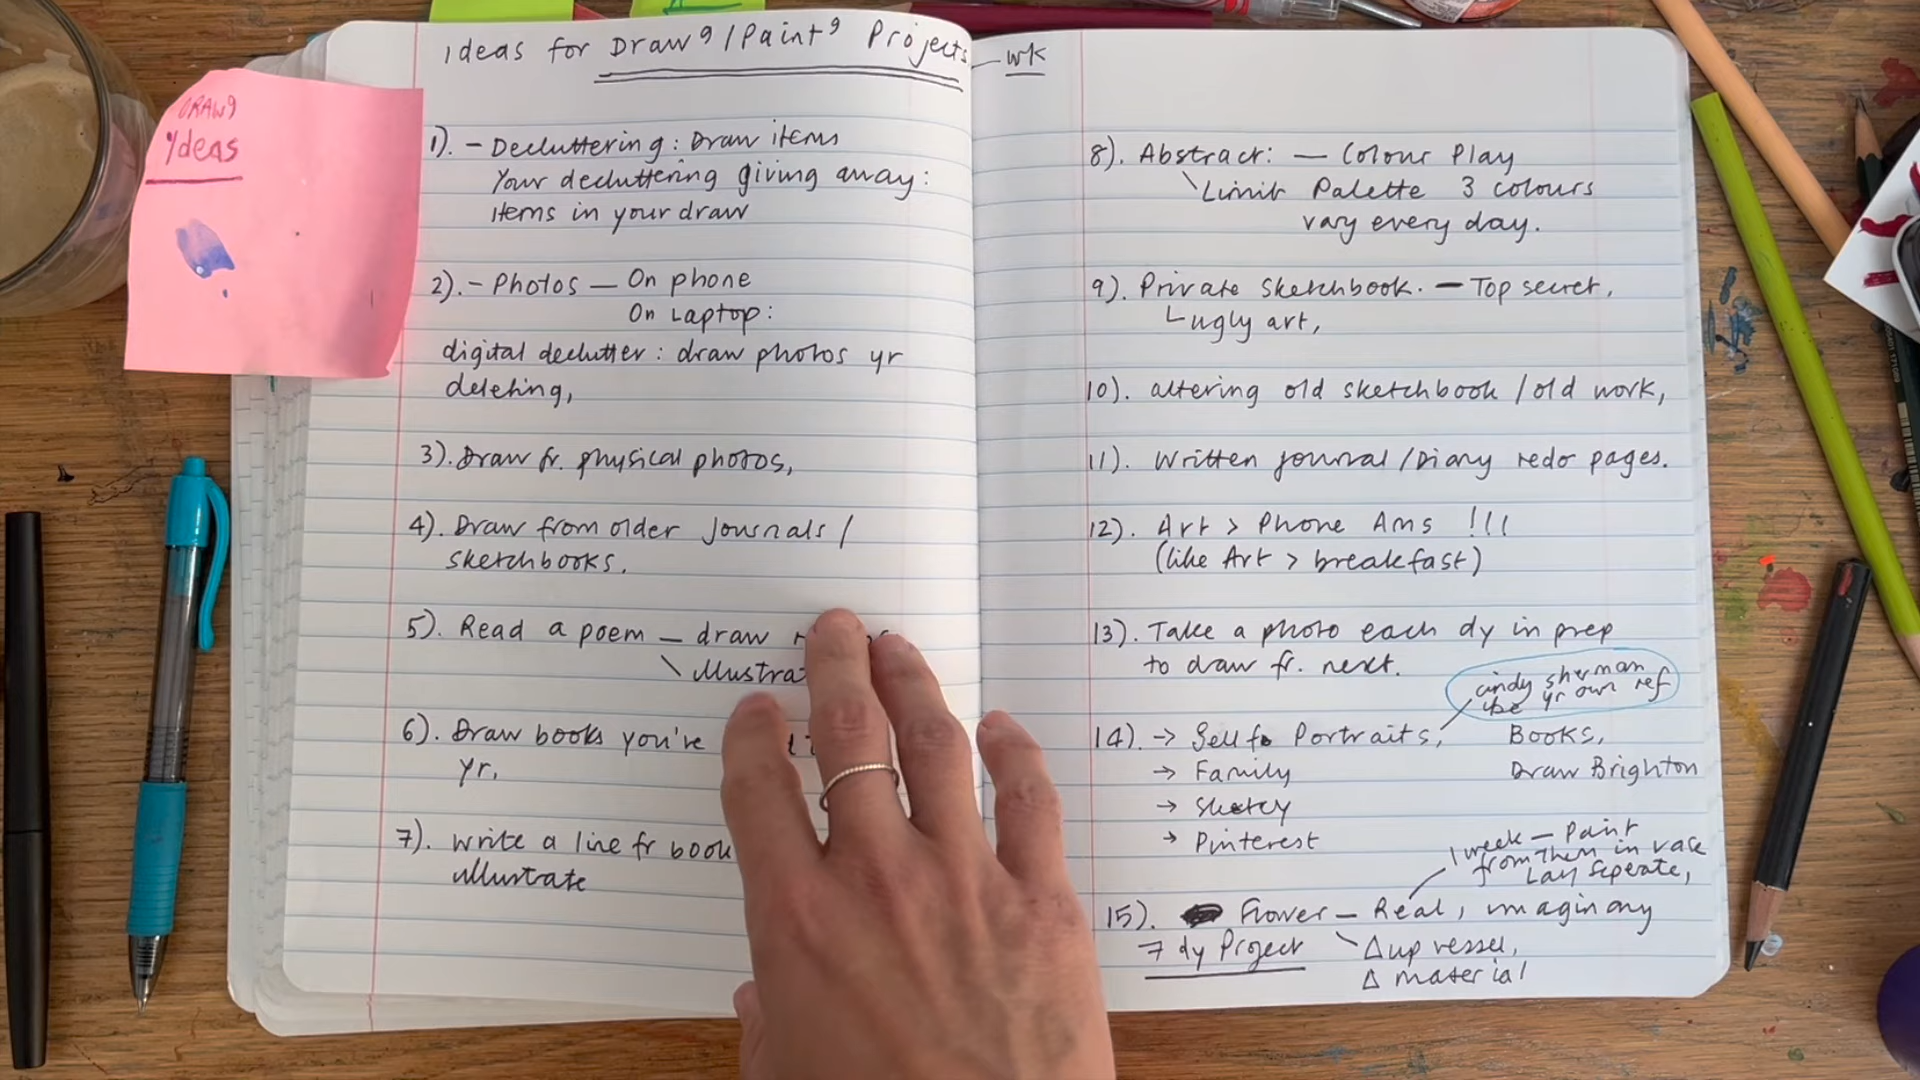 DRAWg
Ideas
Ideas for Drawg/Paintg Projects — wk
1). - Decluttering: Draw items
Your decluttering giving away:
items in your draw
2). - Photos — On phone
On Laptop:
digital declutter: draw photos yr
deleting,
3). Draw fr. physical photos,
4). Draw from older Journals /
sketchbooks.
5). Read a poem — draw
6). Draw books you've
yr,
7). Write a line fr book
illustrate
8). Abstract: — Colour Play
Limit Palette 3 colours
vary every day.
9). Private Sketchbook. — Top secret,
ugly art,
10). altering old sketchbook / old work,
11). Written journal / Diary redo pages.
12). Art > Phone Ams !!!
(like Art > breakfast)
13). Take a photo each dy in prep
to draw fr. next.
cindy sherman
be yr own ref
14). → Self Portraits,
→ Family
→ Sketchy
→ Pinterest
Books,
Draw Brighton
1 week — Paint
from them in vase
Lay seperate,
15). Flower — Real, imaginary
7 dy Project
Δ up vessel,
Δ material